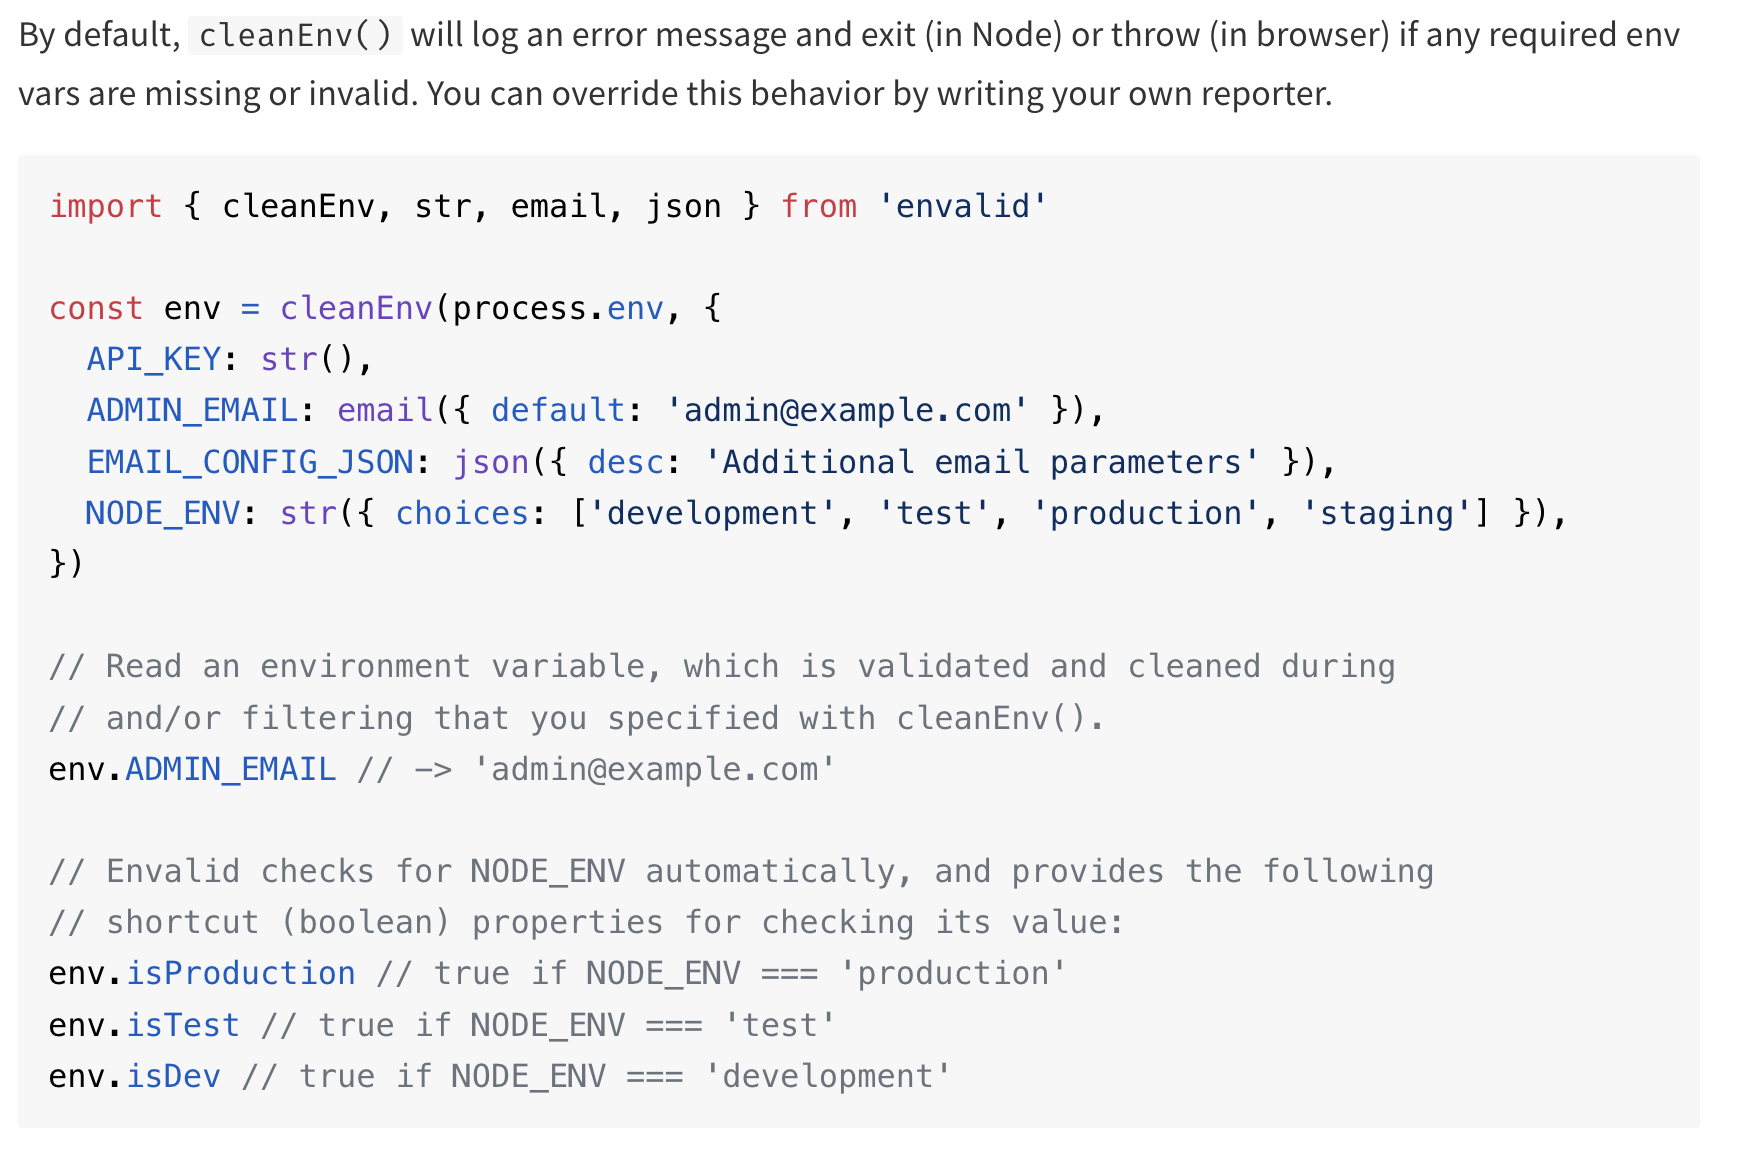 By default, cleanEnv() will log an error message and exit (in Node) or throw (in browser) if any required env
vars are missing or invalid. You can override this behavior by writing your own reporter.
import { cleanEnv, str, email, json } from 'envalid'
const env = cleanEnv(process.env, {
  API_KEY: str(),
  ADMIN_EMAIL: email({ default: 'admin@example.com' }),
  EMAIL_CONFIG_JSON: json({ desc: 'Additional email parameters' }),
  NODE_ENV: str({ choices: ['development', 'test', 'production', 'staging'] }),
})
// Read an environment variable, which is validated and cleaned during
// and/or filtering that you specified with cleanEnv().
env.ADMIN_EMAIL // -> 'admin@example.com'
// Envalid checks for NODE_ENV automatically, and provides the following
// shortcut (boolean) properties for checking its value:
env.isProduction // true if NODE_ENV === 'production'
env.isTest // true if NODE_ENV === 'test'
env.isDev // true if NODE_ENV === 'development'